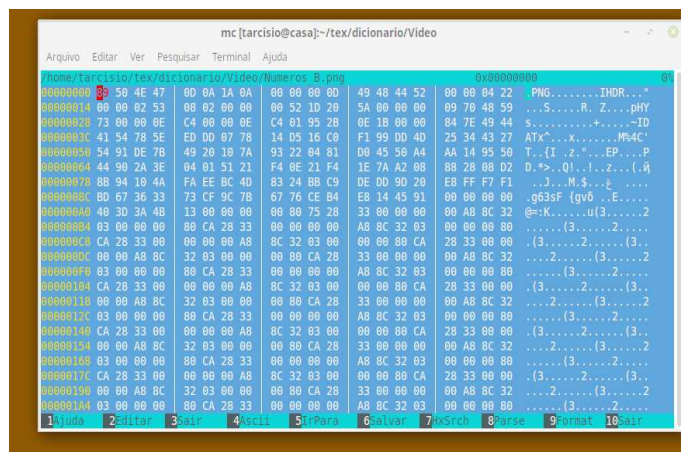 mc [tarcisio@casa]:~/tex/dicionario/Video
Arquivo Editar Ver Pesquisar Terminal Ajuda
/home/tarcisio/tex/dicionario/Video/Numeros B.png 0x00000000 0%
00000000 89 50 4E 47 0D 0A 1A 0A 00 00 00 0D 49 48 44 52 00 00 04 22 .PNG........IHDR..."
00000014 00 00 02 53 08 02 00 00 00 52 1D 20 5A 00 00 00 09 70 48 59 ...S.....R. Z....pHY
00000028 73 00 00 0E C4 00 00 0E C4 01 95 2B 0E 1B 00 00 84 7E 49 44 s..........+.....~ID
0000003C 41 54 78 5E ED DD 07 78 14 D5 16 C0 F1 99 DD 4D 25 34 43 27 ATx^...x.......M%4C'
00000050 54 91 DE 7B 49 20 10 7A 93 22 04 81 D0 45 50 A4 AA 14 95 50
00000064 44 90 2A 3E 04 01 51 21 F4 0E 21 F4 1E 7A A2 08 88 28 08 D2
00000078 8B 94 10 4A FA EE BC 4D 83 24 BB C9 DE DD 9D 20 E8 FF F7 F1
0000008C BD 67 36 33 73 CF 9C 7B 67 76 CE B4 E8 14 45 91 00 00 00 00
000000A0 40 3D 3A 4B 13 00 00 00 00 80 75 28 33 00 00 00 00 A8 8C 32 @=:K......u(3......2
000000B4 03 00 00 00 80 CA 28 33 00 00 00 00 A8 8C 32 03 00 00 00 80 ......(3......2.....
000000C8 CA 28 33 00 00 00 00 A8 8C 32 03 00 00 00 80 CA 28 33 00 00 .(3......2......(3..
000000DC 00 00 A8 8C 32 03 00 00 00 80 CA 28 33 00 00 00 00 A8 8C 32 ....2......(3......2
000000F0 03 00 00 00 80 CA 28 33 00 00 00 00 A8 8C 32 03 00 00 00 80 ......(3......2.....
00000104 CA 28 33 00 00 00 00 A8 8C 32 03 00 00 00 80 CA 28 33 00 00 .(3......2......(3..
00000118 00 00 A8 8C 32 03 00 00 00 80 CA 28 33 00 00 00 00 A8 8C 32 ....2......(3......2
0000012C 03 00 00 00 80 CA 28 33 00 00 00 00 A8 8C 32 03 00 00 00 80 ......(3......2.....
00000140 CA 28 33 00 00 00 00 A8 8C 32 03 00 00 00 80 CA 28 33 00 00 .(3......2......(3..
00000154 00 00 A8 8C 32 03 00 00 00 80 CA 28 33 00 00 00 00 A8 8C 32 ....2......(3......2
00000168 03 00 00 00 80 CA 28 33 00 00 00 00 A8 8C 32 03 00 00 00 80 ......(3......2.....
0000017C CA 28 33 00 00 00 00 A8 8C 32 03 00 00 00 80 CA 28 33 00 00 .(3......2......(3..
00000190 00 00 A8 8C 32 03 00 00 00 80 CA 28 33 00 00 00 00 A8 8C 32 ....2......(3......2
000001A4 03 00 00 00 80 CA 28 33 00 00 00 00 A8 8C 32 03 00 00 00 80 ......(3......2.....
1Ajuda 2Editar 3Sair 4Ascii 5IrPara 6Salvar 7HxSrch 8Parse 9Format 10Sair